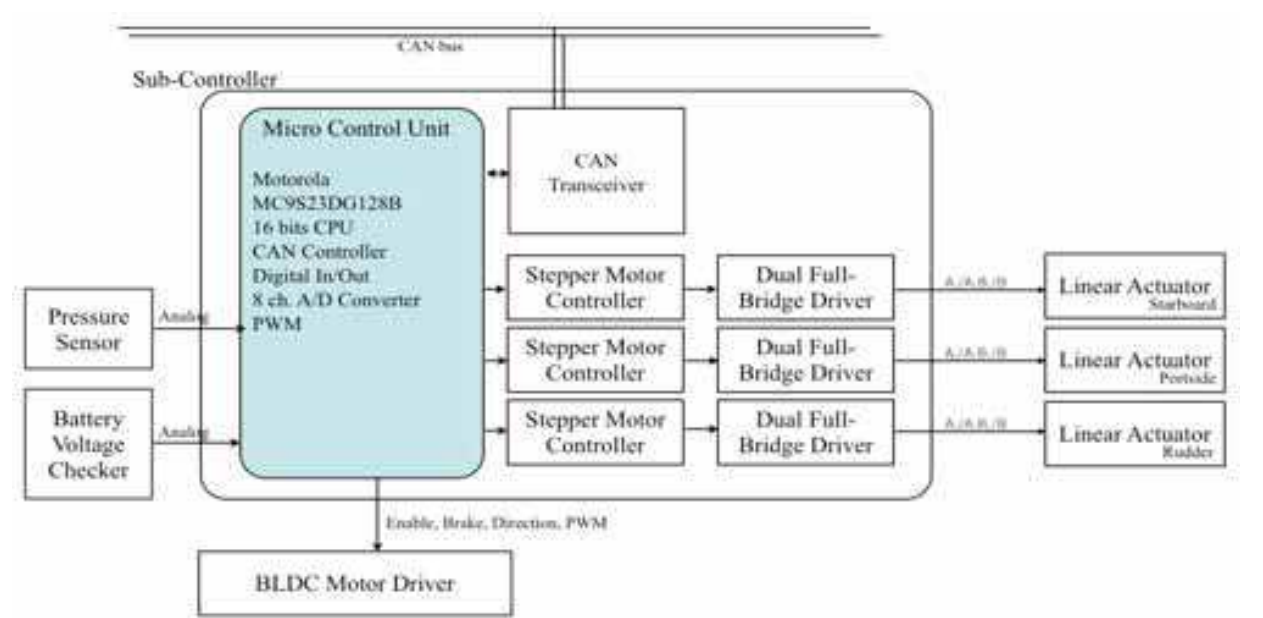 CAN bus
Sub-Controller
Micro Control Unit
Motorola
MC9S23DG128B
16 bits CPU
CAN Controller
Digital In/Out
8 ch. A/D Converter
PWM
CAN
Transceiver
Stepper Motor
Controller
Dual Full-
Bridge Driver
A,/A,B,/B
Linear Actuator
Starboard
Pressure
Sensor
Analog
Stepper Motor
Controller
Dual Full-
Bridge Driver
A,/A,B,/B
Linear Actuator
Portside
Battery
Voltage
Checker
Analog
Stepper Motor
Controller
Dual Full-
Bridge Driver
A,/A,B,/B
Linear Actuator
Rudder
Enable, Brake, Direction, PWM
BLDC Motor Driver